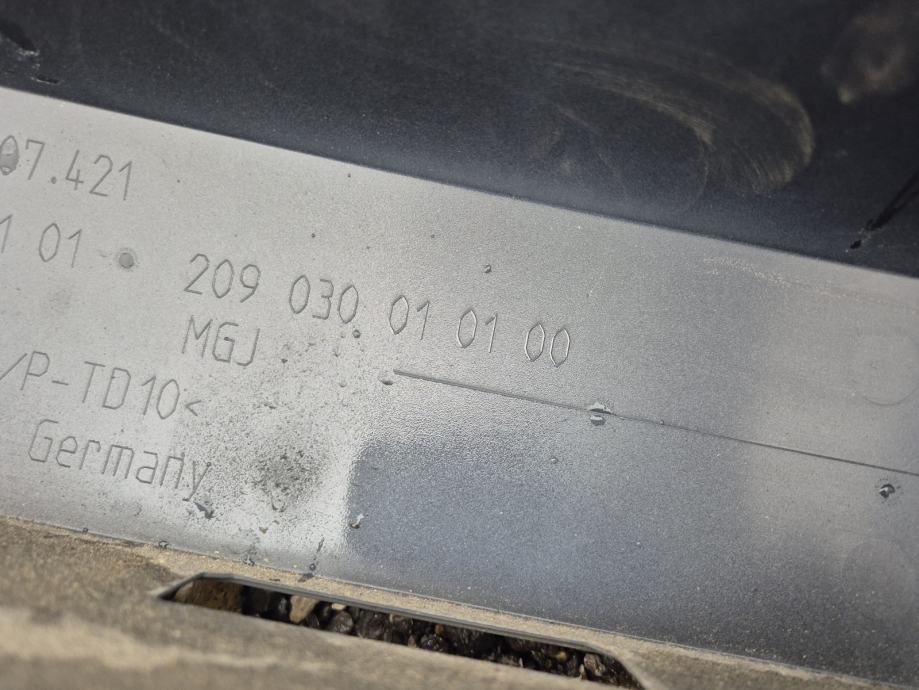 07.421
1 01 209 030 01 01 00
MGJ
/P-TD10<
Germany